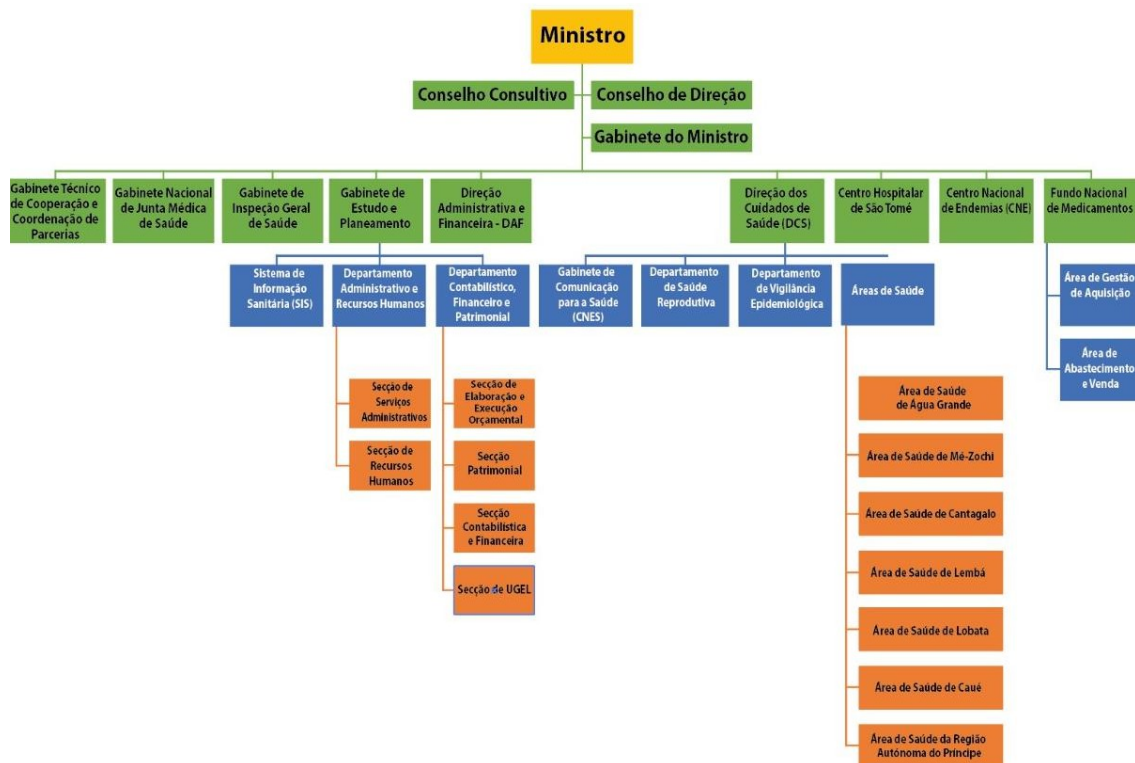 Ministro
Conselho Consultivo
Conselho de Direção
Gabinete do Ministro
Gabinete Técnico
de Cooperação e
Coordenação de
Parcerias
Gabinete Nacional
de Junta Médica
de Saúde
Gabinete de
Inspeção Geral
de Saúde
Gabinete de
Estudo e
Planeamento
Direção
Administrativa e
Financeira - DAF
Direção dos
Cuídados de
Saúde (DCS)
Centro Hospitalar
de São Tomé
Centro Nacional
de Endemias (CNE)
Fundo Nacional
de Medicamentos
Sistema de
Informação
Sanitária (SIS)
Departamento
Administrativo e
Recursos Humanos
Departamento
Contabilístico,
Financeiro e
Patrimonial
Gabinete de
Comunicação
para a Saúde
(CNES)
Departamento
de Saúde
Reprodutiva
Departamento
de Vigilância
Epidemiológica
Áreas de Saúde
Área de Gestão
de Aquisição
Área de
Abastecimento
e Venda
Secção de
Serviços
Administrativos
Secção de
Recursos
Humanos
Secção de
Elaboração e
Execução
Orçamental
Secção
Patrimonial
Secção
Contabilística
e Financeira
Secção de UGEL
Área de Saúde
de Água Grande
Área de Saúde de Mé-Zochi
Área de Saúde de Cantagalo
Área de Saúde de Lembá
Área de Saúde de Lobata
Área de Saúde de Caué
Área de Saúde da Região
Autónoma do Príncipe